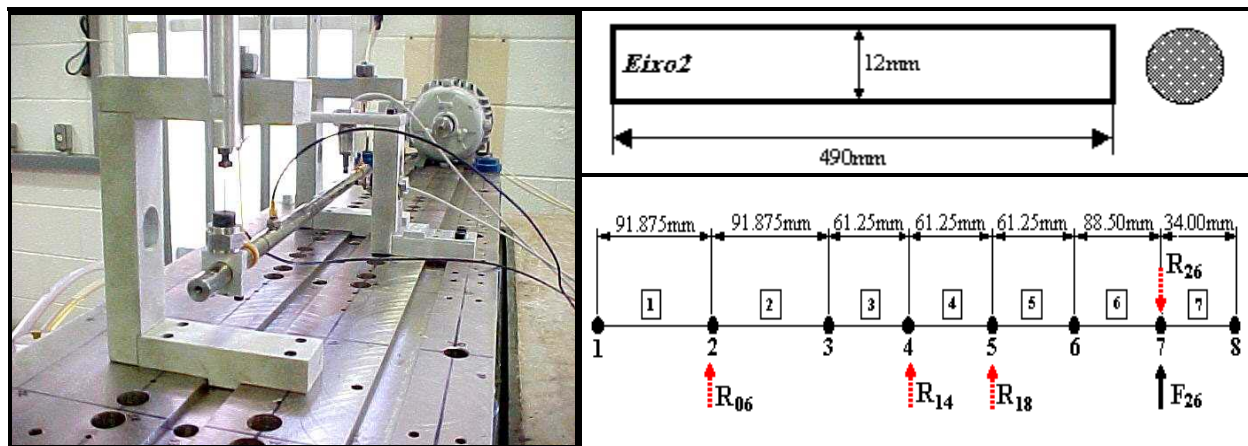 Eixo2
12mm
490mm
91.875mm 91.875mm 61.25mm 61.25mm 61.25mm 88.50mm 34.00mm
R26
1 2 3 4 5 6 7
1 2 3 4 5 6 7 8
R06 R14 R18 F26